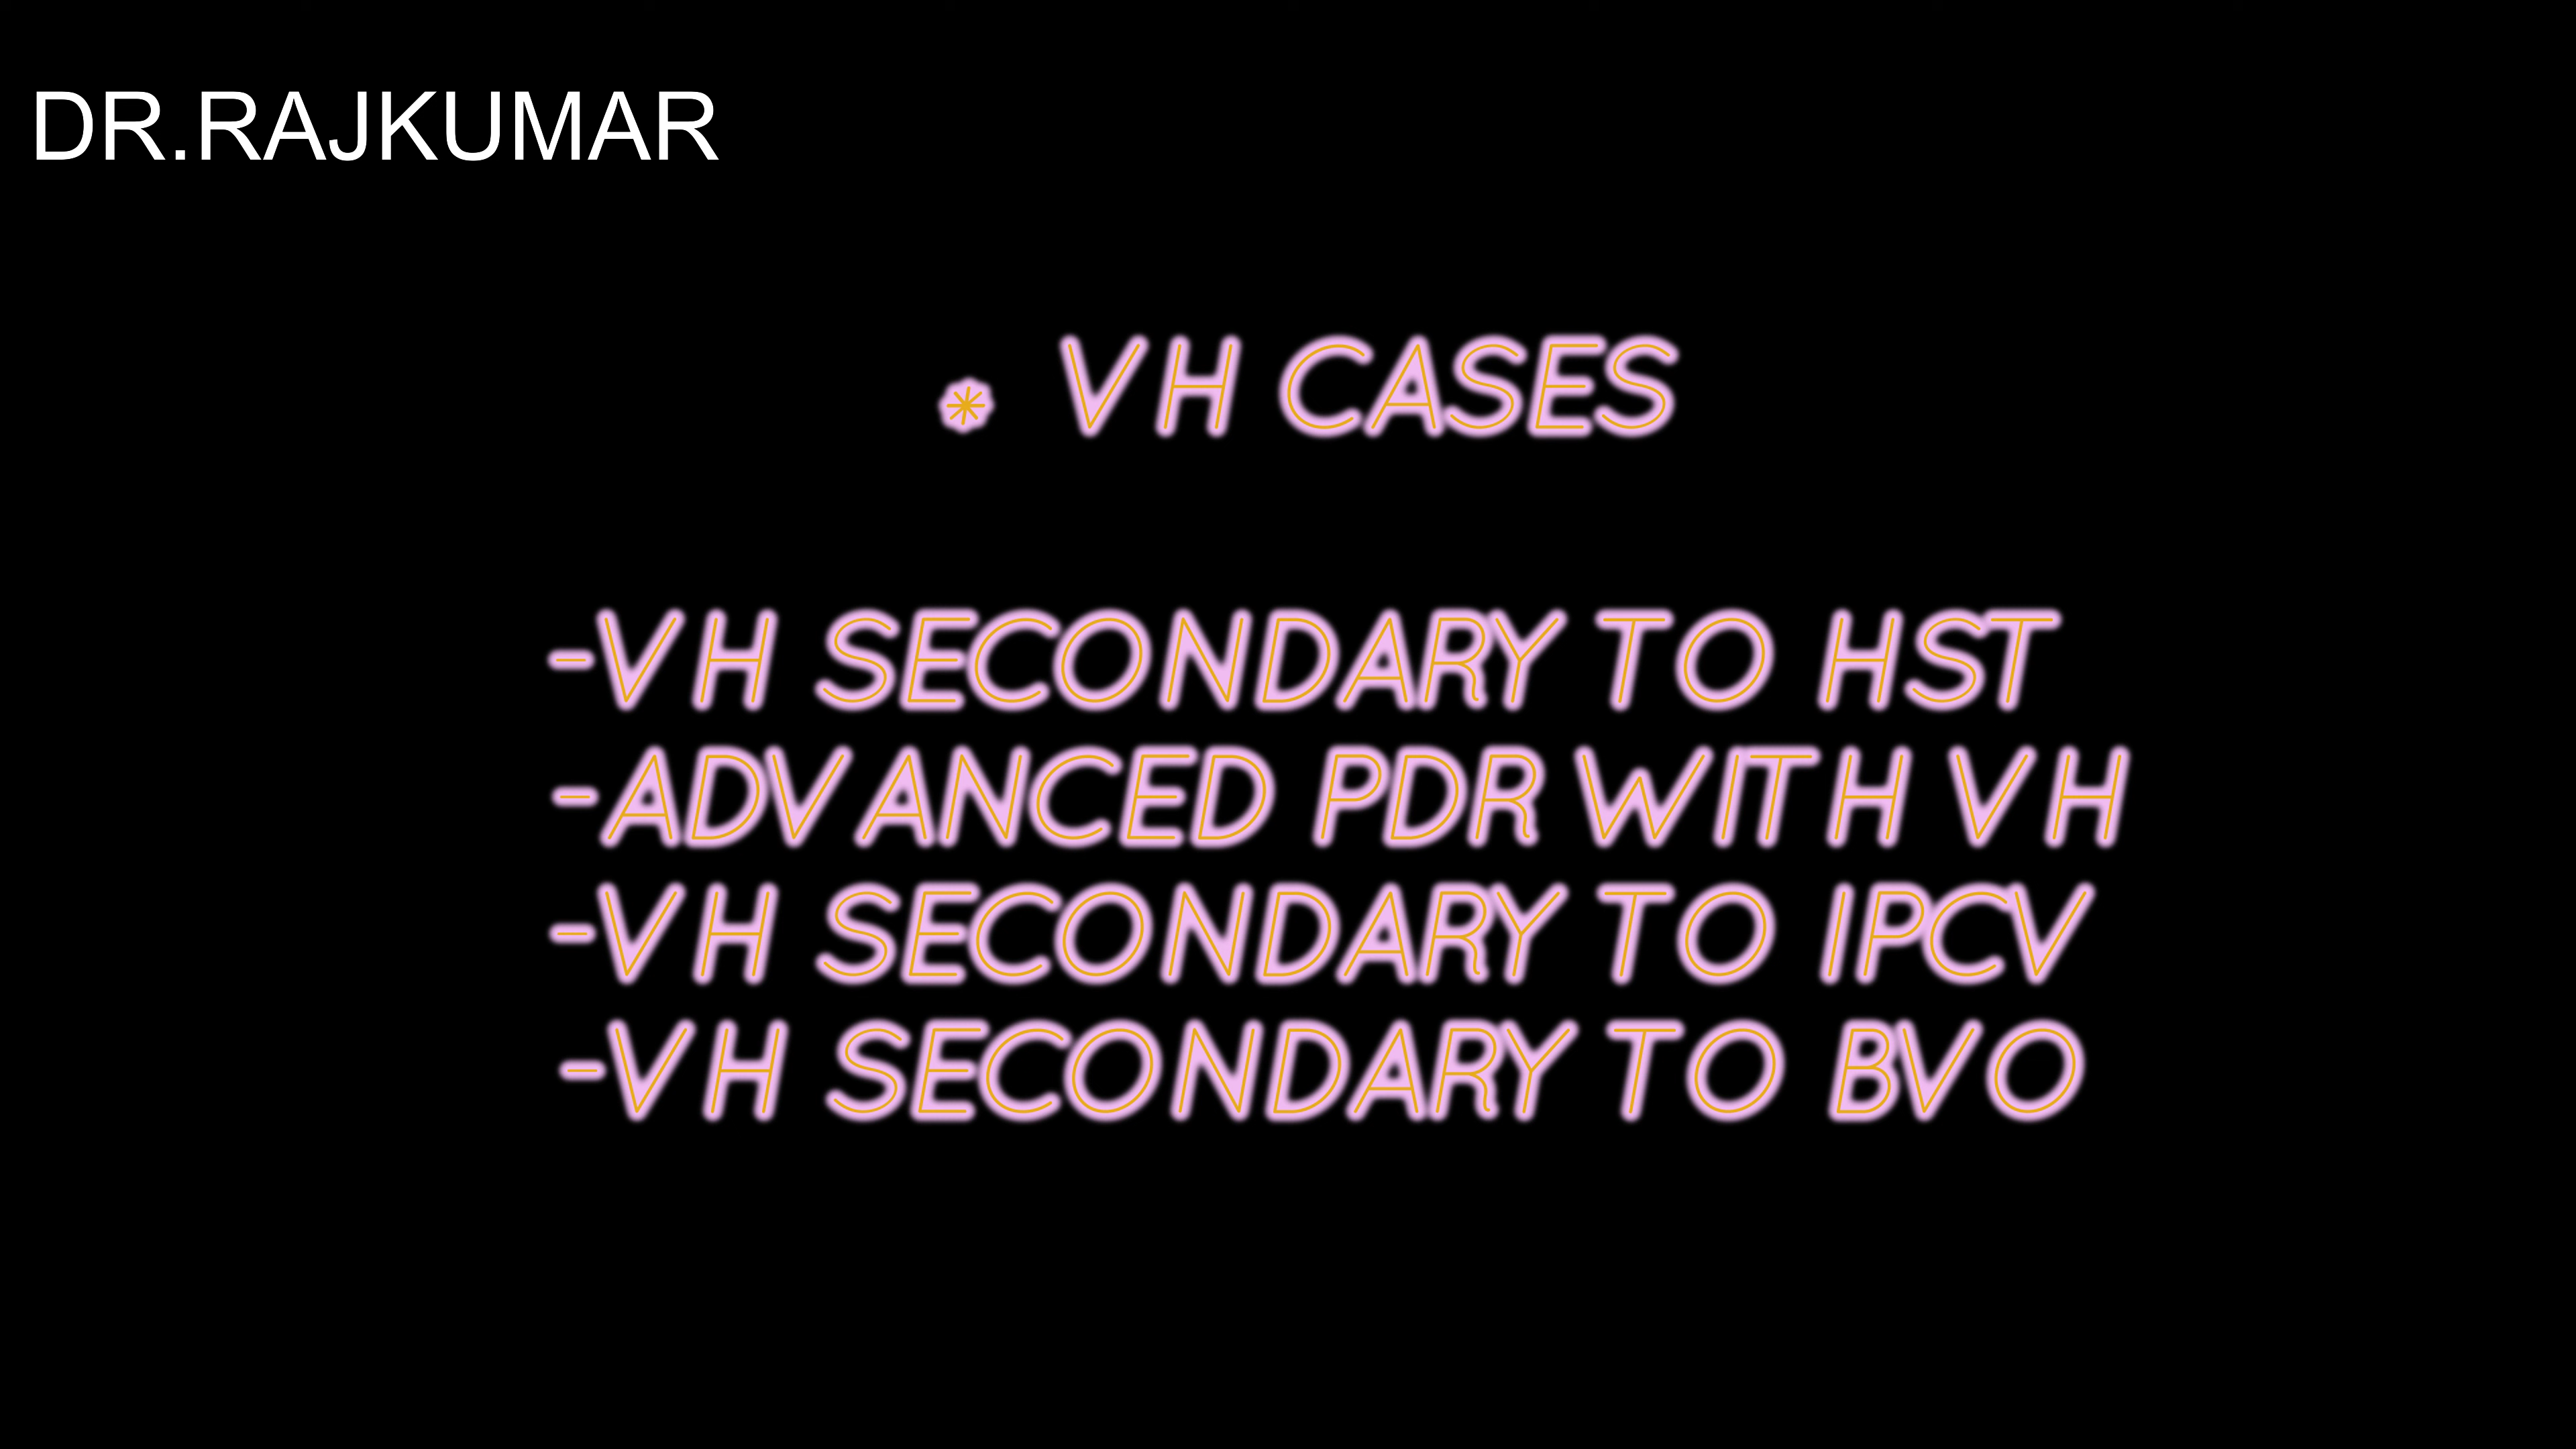 DR.RAJKUMAR
* VH CASES
-VH SECONDARY TO HST
-ADVANCED PDR WITH VH
-VH SECONDARY TO IPCV
-VH SECONDARY TO BVO